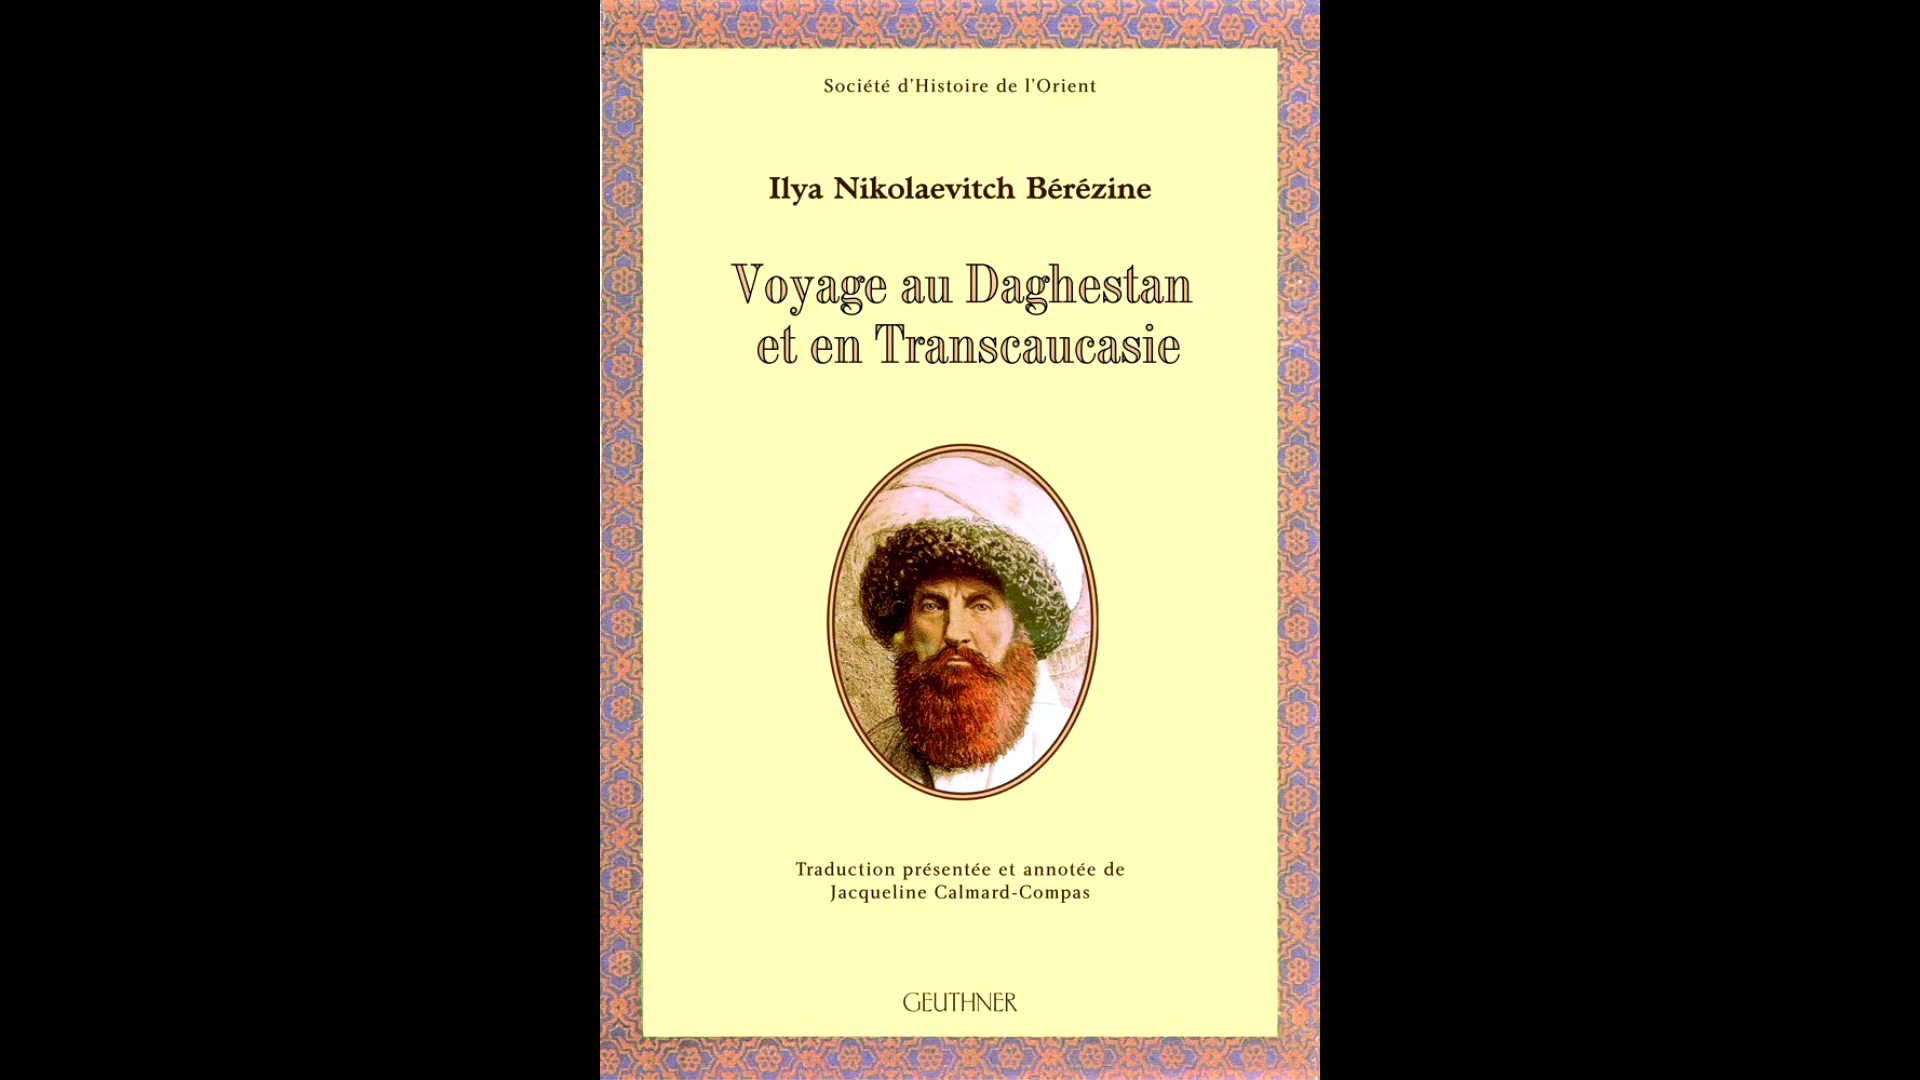 Société d'Histoire de l'Orient
Ilya Nikolaevitch Bérézine
Voyage au Daghestan
et en Transcaucasie
Traduction présentée et annotée de
Jacqueline Calmard-Compas
GEUTHNER